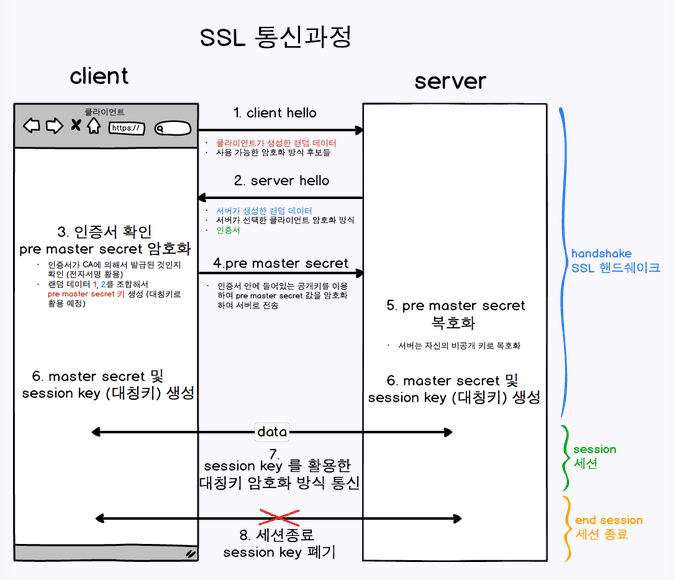 SSL 통신과정
client
server
클라이언트
https://
1. client hello
· 클라이언트가 생성한 랜덤 데이터
· 사용 가능한 암호화 방식 후보들
2. server hello
· 서버가 생성한 랜덤 데이터
· 서버가 선택한 클라이언트 암호화 방식
· 인증서
3. 인증서 확인
pre master secret 암호화
· 인증서가 CA에 의해서 발급된 것인지
확인 (전자서명 활용)
· 랜덤 데이터 1, 2를 조합해서
pre master secret 키 생성 (대칭키로
활용 예정)
4.pre master secret
· 인증서 안에 들어있는 공개키를 이용
하여 pre master secret 값을 암호화
하여 서버로 전송
5. pre master secret
복호화
· 서버는 자신의 비공개 키로 복호화
6. master secret 및
session key (대칭키) 생성
6. master secret 및
session key (대칭키) 생성
data
7.
session key 를 활용한
대칭키 암호화 방식 통신
8. 세션종료
session key 폐기
handshake
SSL 핸드쉐이크
session
세션
end session
세션 종료